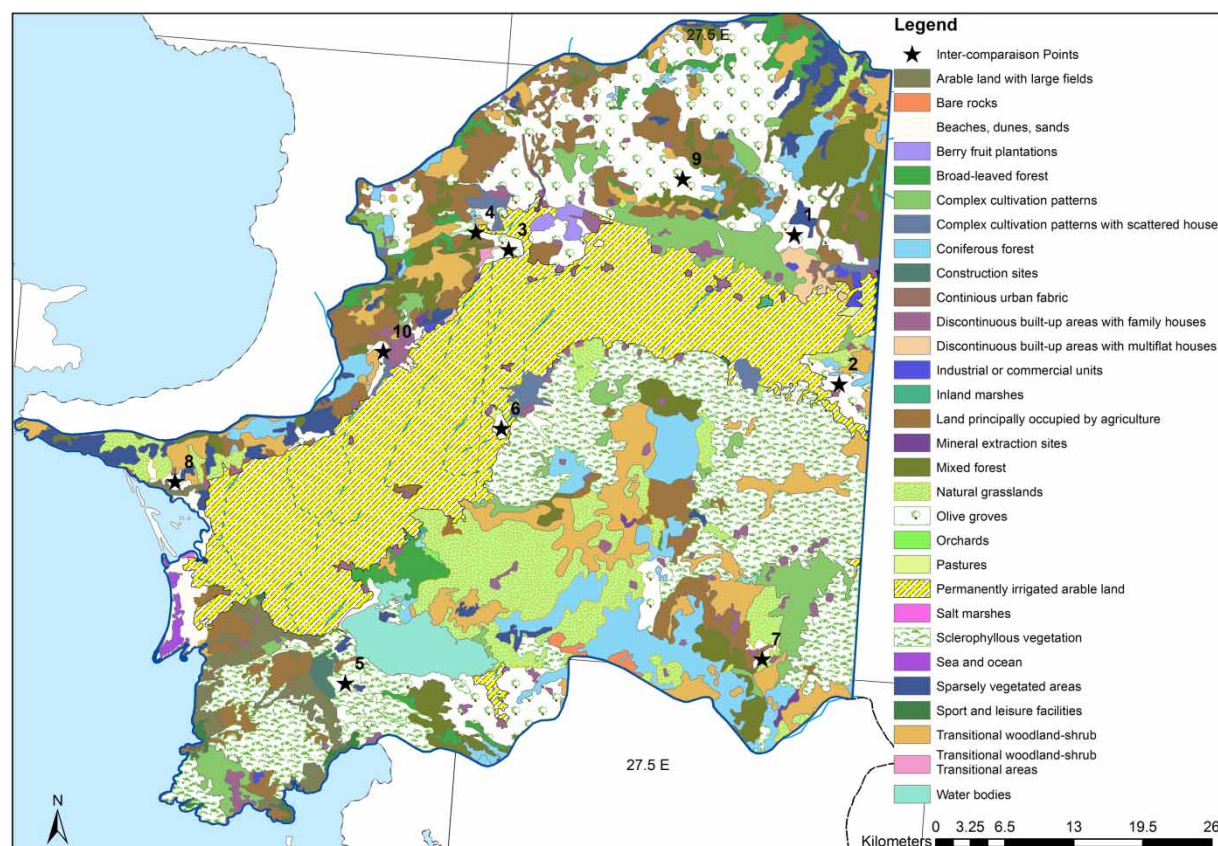 27.5 E
9
1
4
3
10
2
6
8
7
5
27.5 E
N
Legend
Inter-comparaison Points
Arable land with large fields
Bare rocks
Beaches, dunes, sands
Berry fruit plantations
Broad-leaved forest
Complex cultivation patterns
Complex cultivation patterns with scattered house
Coniferous forest
Construction sites
Continious urban fabric
Discontinuous built-up areas with family houses
Discontinuous built-up areas with multiflat houses
Industrial or commercial units
Inland marshes
Land principally occupied by agriculture
Mineral extraction sites
Mixed forest
Natural grasslands
Olive groves
Orchards
Pastures
Permanently irrigated arable land
Salt marshes
Sclerophyllous vegetation
Sea and ocean
Sparsely vegetated areas
Sport and leisure facilities
Transitional woodland-shrub
Transitional woodland-shrub
Transitional areas
Water bodies
Kilometers 0 3.25 6.5 13 19.5 26